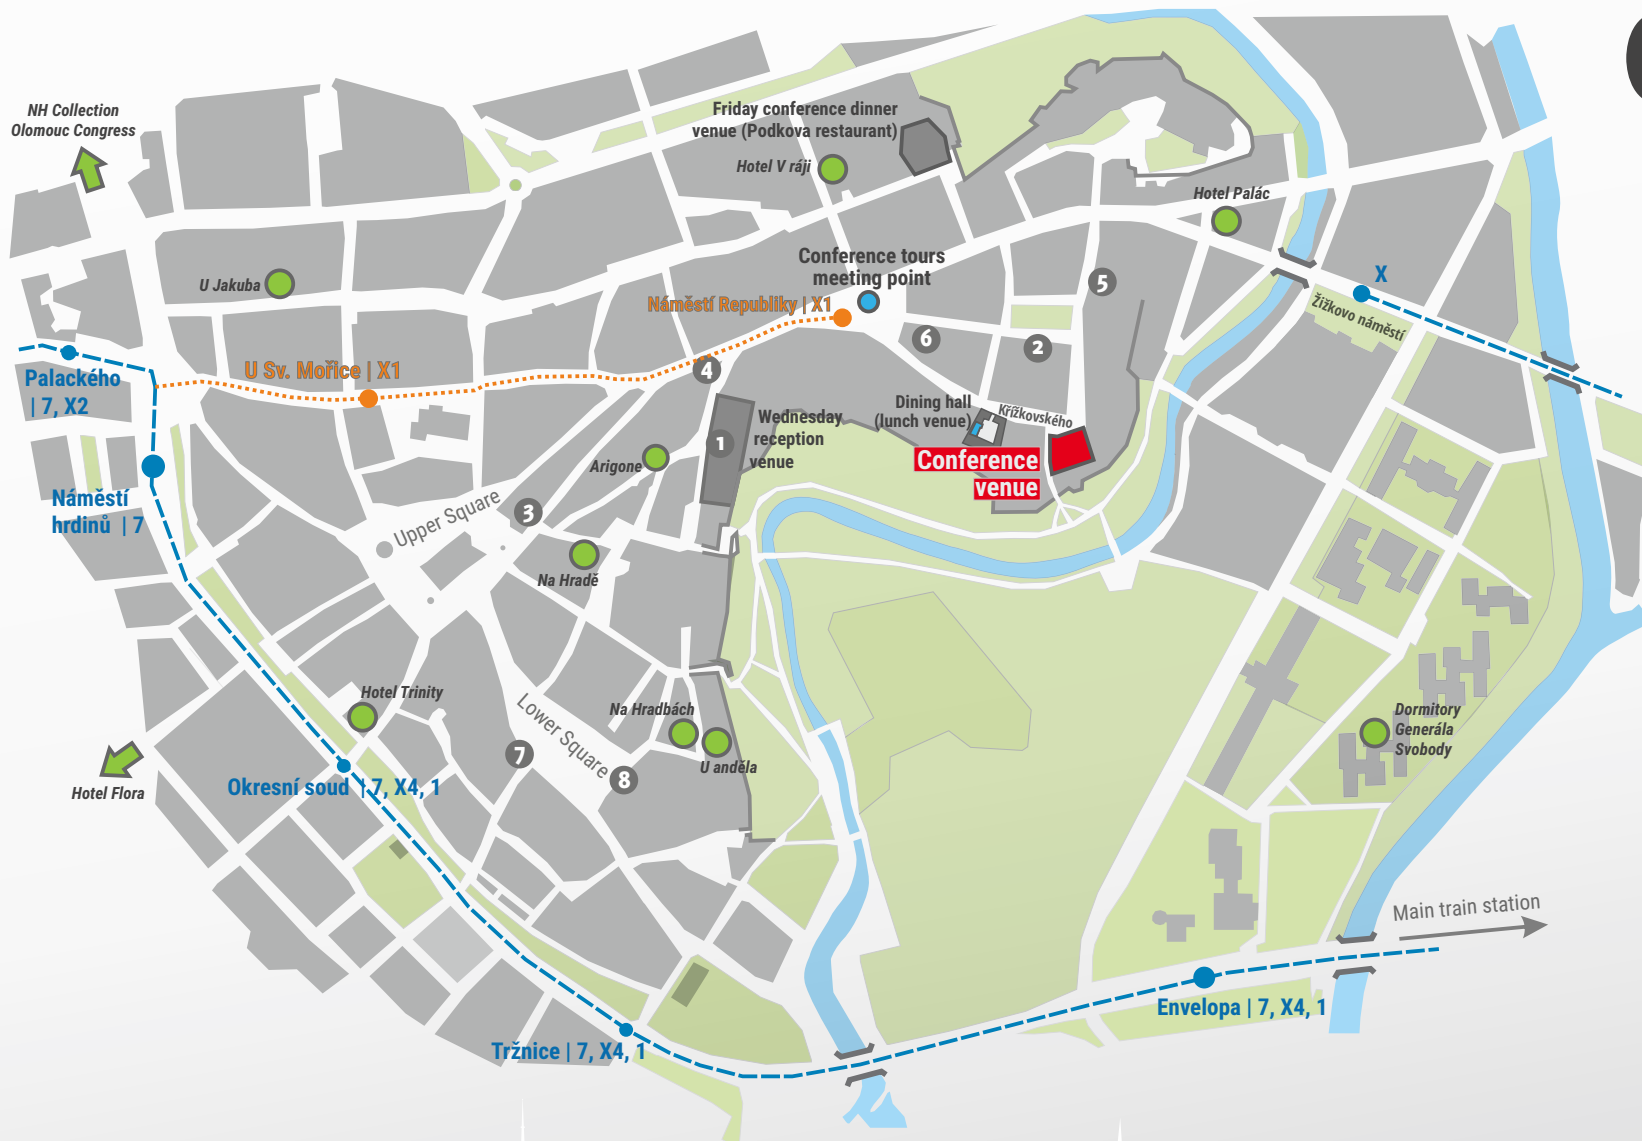 NH Collection
Olomouc Congress
Friday conference dinner
venue (Podkova restaurant)
Hotel V ráji
Hotel Palác
U Jakuba
Conference tours
meeting point
Náměstí Republiky | X1
5
X
Žižkovo náměstí
6
2
4
U Sv. Mořice | X1
Palackého
| 7, X2
Wednesday
reception
venue
1
Dining hall
(lunch venue)
Křížkovského
Conference
venue
Arigone
Náměstí
hrdinů | 7
Upper Square
3
Na Hradě
Hotel Trinity
Lower Square
Na Hradbách
U anděla
7
8
Dormitory
Generála
Svobody
Hotel Flora
Okresní soud | 7, X4, 1
Main train station
Envelopa | 7, X4, 1
Tržnice | 7, X4, 1